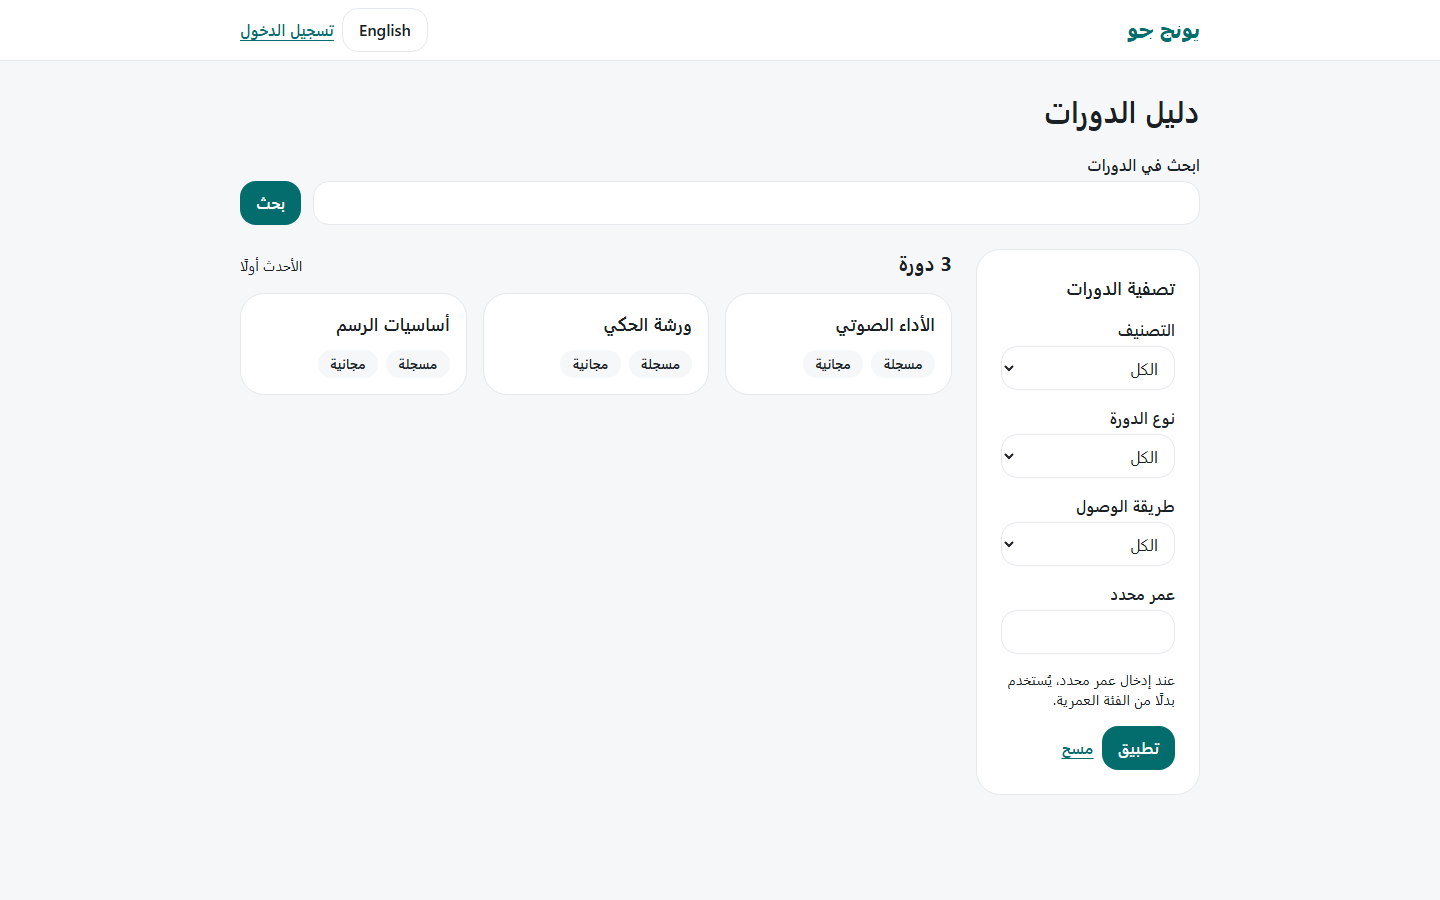 يونج جو
English
تسجيل الدخول
دليل الدورات
ابحث في الدورات
بحث
تصفية الدورات
التصنيف
الكل
نوع الدورة
الكل
طريقة الوصول
الكل
عمر محدد
عند إدخال عمر محدد، يُستخدم
بدلًا من الفئة العمرية.
تطبيق
مسح
3 دورة
الأحدث أولًا
الأداء الصوتي
مسجلة
مجانية
ورشة الحكي
مسجلة
مجانية
أساسيات الرسم
مسجلة
مجانية